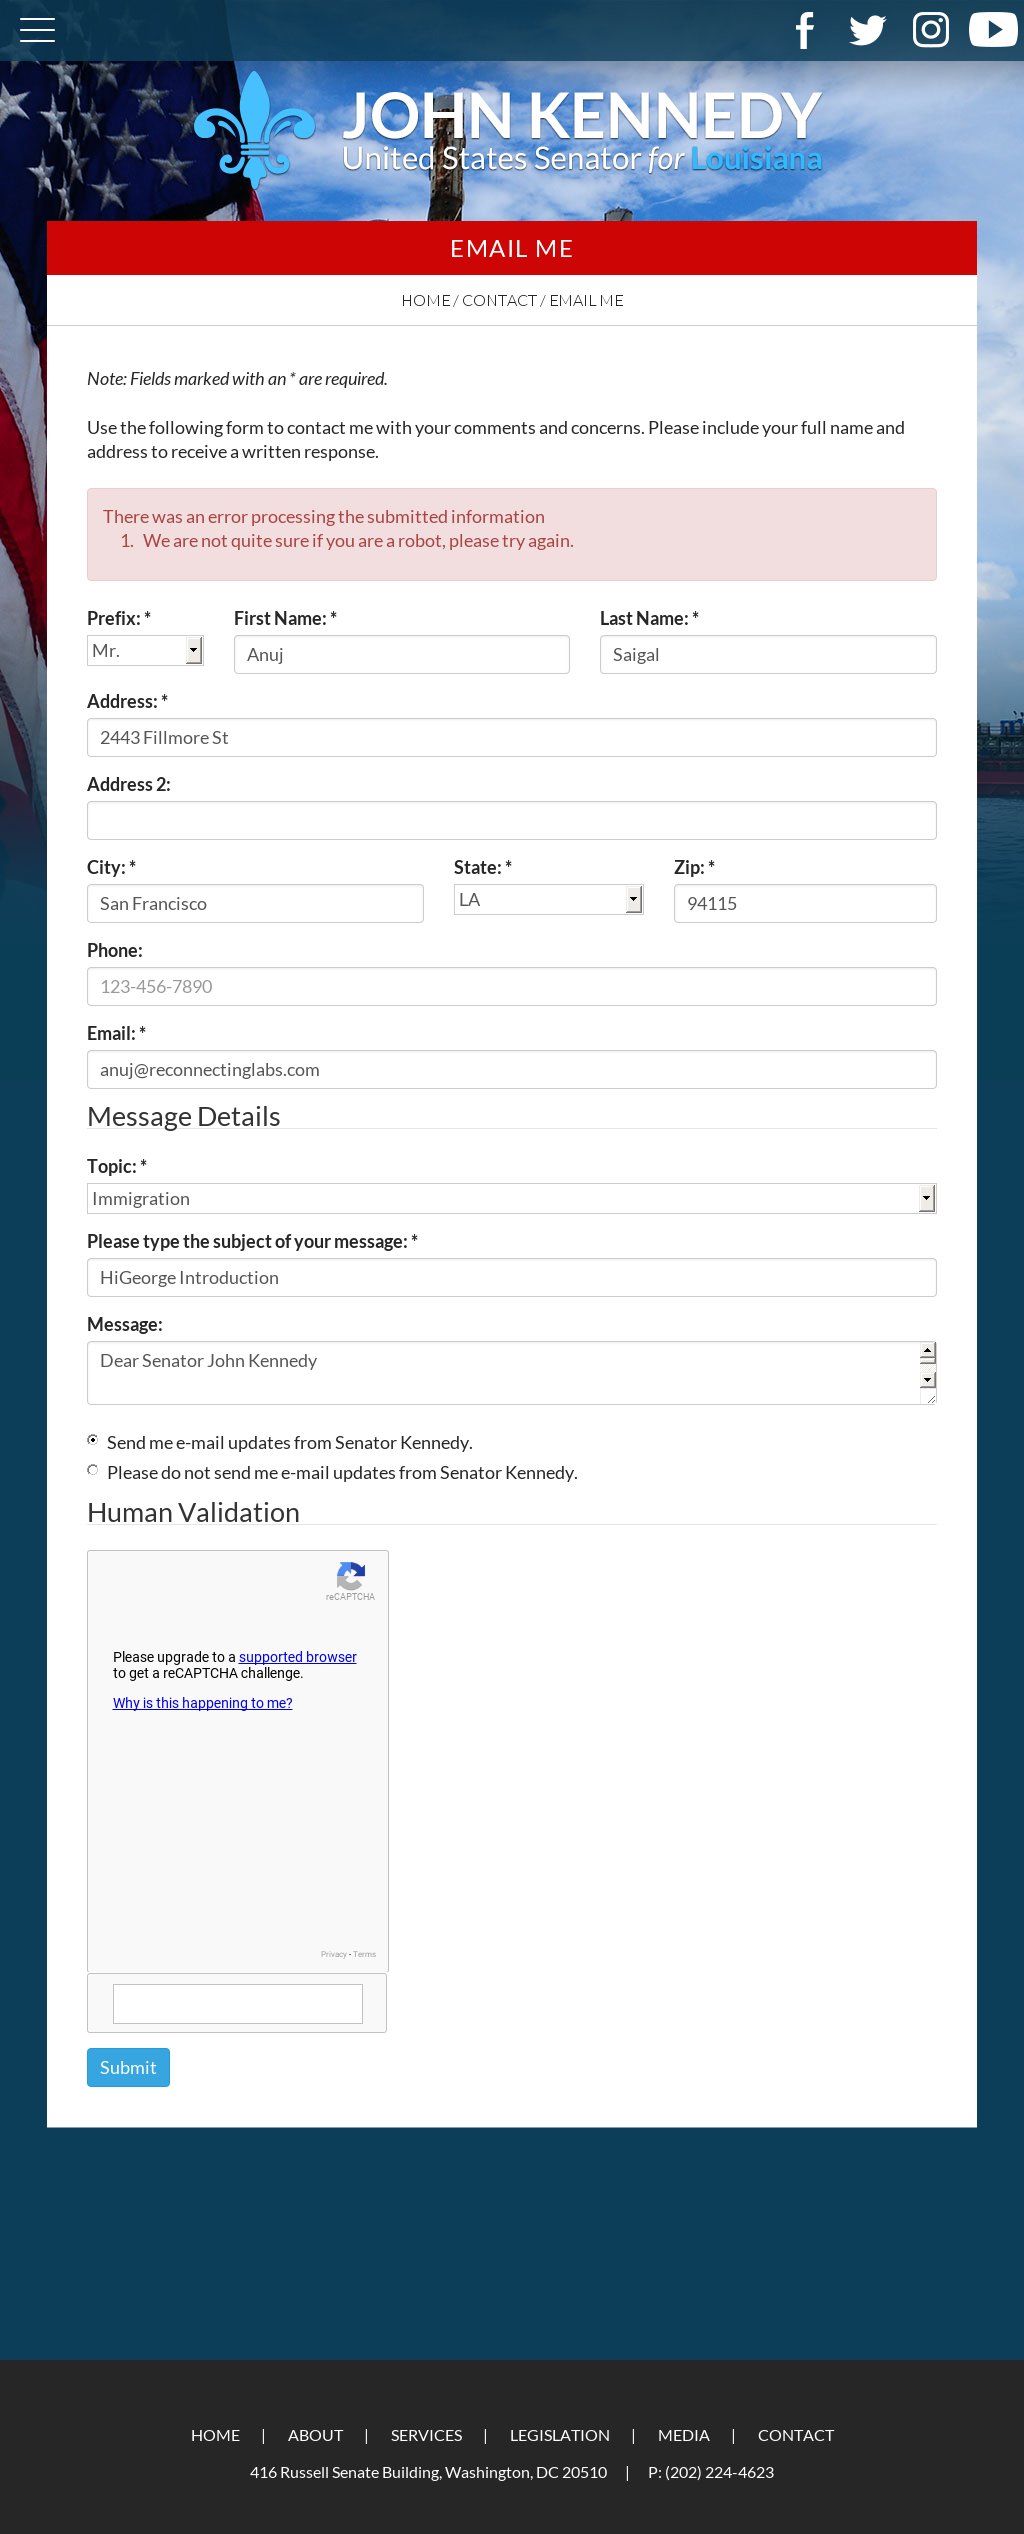 JOHN KENNEDY
United States Senator for Louisiana
EMAIL ME
HOME / CONTACT / EMAIL ME
Note: Fields marked with an * are required.
Use the following form to contact me with your comments and concerns. Please include your full name and
address to receive a written response.
There was an error processing the submitted information
1. We are not quite sure if you are a robot, please try again.
Prefix: * First Name: * Last Name: *
Mr. Anuj Saigal
Address: *
2443 Fillmore St
Address 2:
City: * State: * Zip: *
San Francisco LA 94115
Phone:
123-456-7890
Email: *
anuj@reconnectinglabs.com
Message Details
Topic: *
Immigration
Please type the subject of your message: *
HiGeorge Introduction
Message:
Dear Senator John Kennedy
Send me e-mail updates from Senator Kennedy.
Please do not send me e-mail updates from Senator Kennedy.
Human Validation
reCAPTCHA
Please upgrade to a supported browser
to get a reCAPTCHA challenge.
Why is this happening to me?
Privacy - Terms
Submit
HOME | ABOUT | SERVICES | LEGISLATION | MEDIA | CONTACT
416 Russell Senate Building, Washington, DC 20510 | P: (202) 224-4623